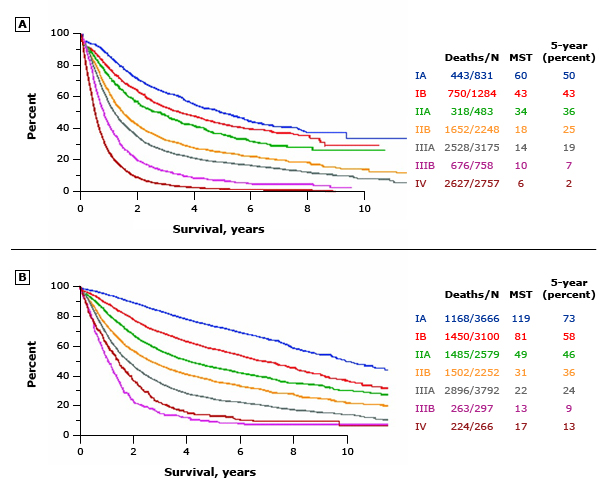 A
100
80
60
40
20
0
0 2 4 6 8 10
Percent
Survival, years
5-year
Deaths/N MST (percent)
IA 443/831 60 50
IB 750/1284 43 43
IIA 318/483 34 36
IIB 1652/2248 18 25
IIIA 2528/3175 14 19
IIIB 676/758 10 7
IV 2627/2757 6 2
B
100
80
60
40
20
0
0 2 4 6 8 10
Percent
Survival, years
5-year
Deaths/N MST (percent)
IA 1168/3666 119 73
IB 1450/3100 81 58
IIA 1485/2579 49 46
IIB 1502/2252 31 36
IIIA 2896/3792 22 24
IIIB 263/297 13 9
IV 224/266 17 13